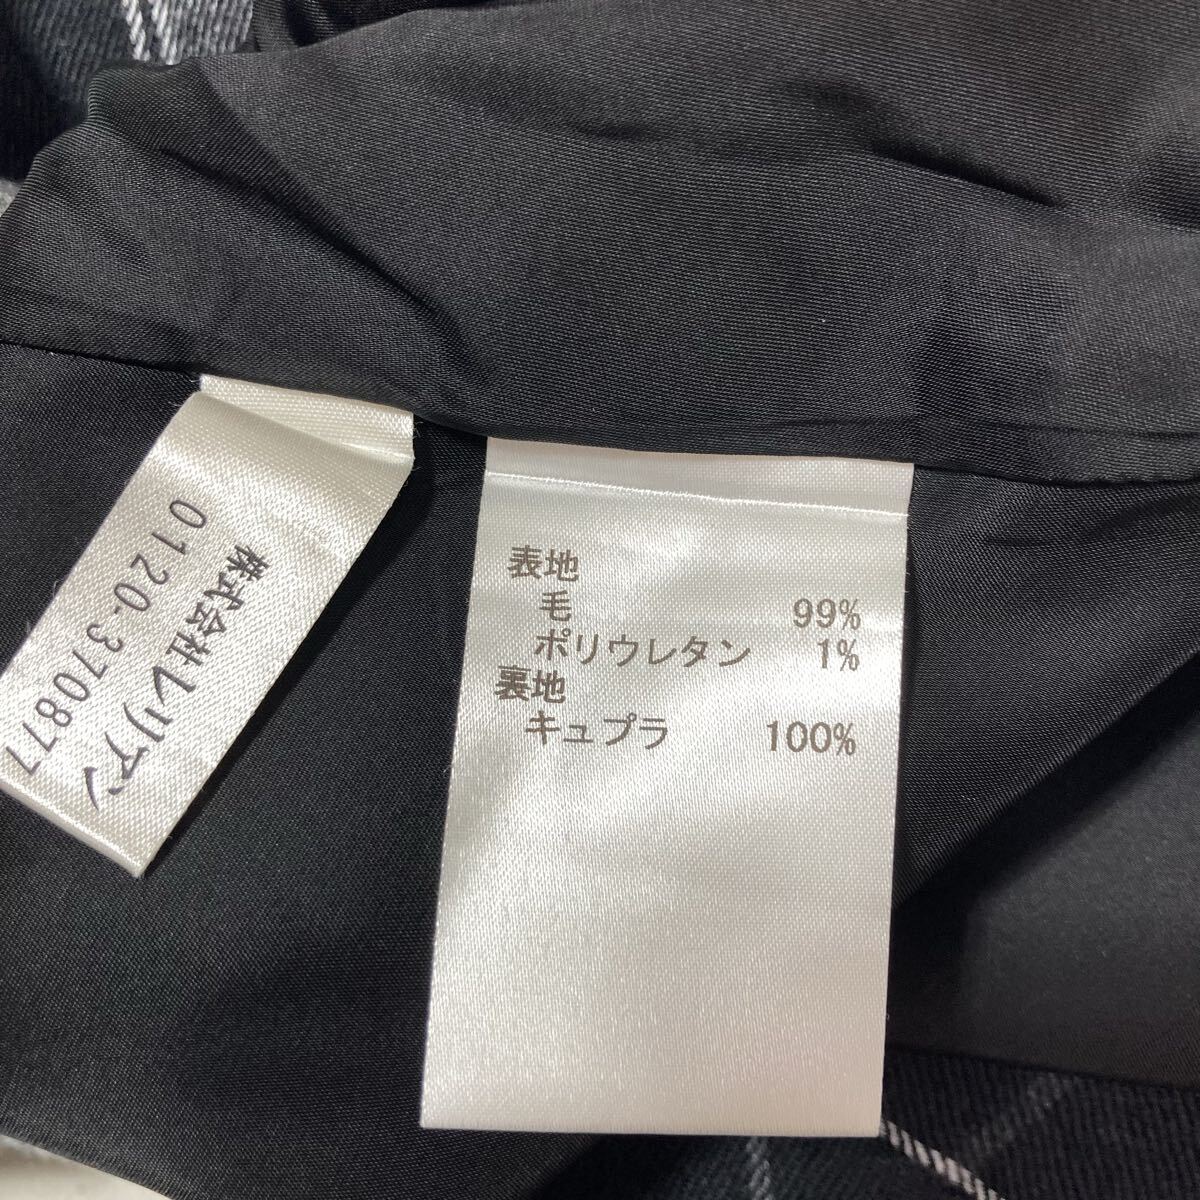 株式会社レリアン
0120-370877
表地
毛 99%
ポリウレタン 1%
裏地
キュプラ 100%